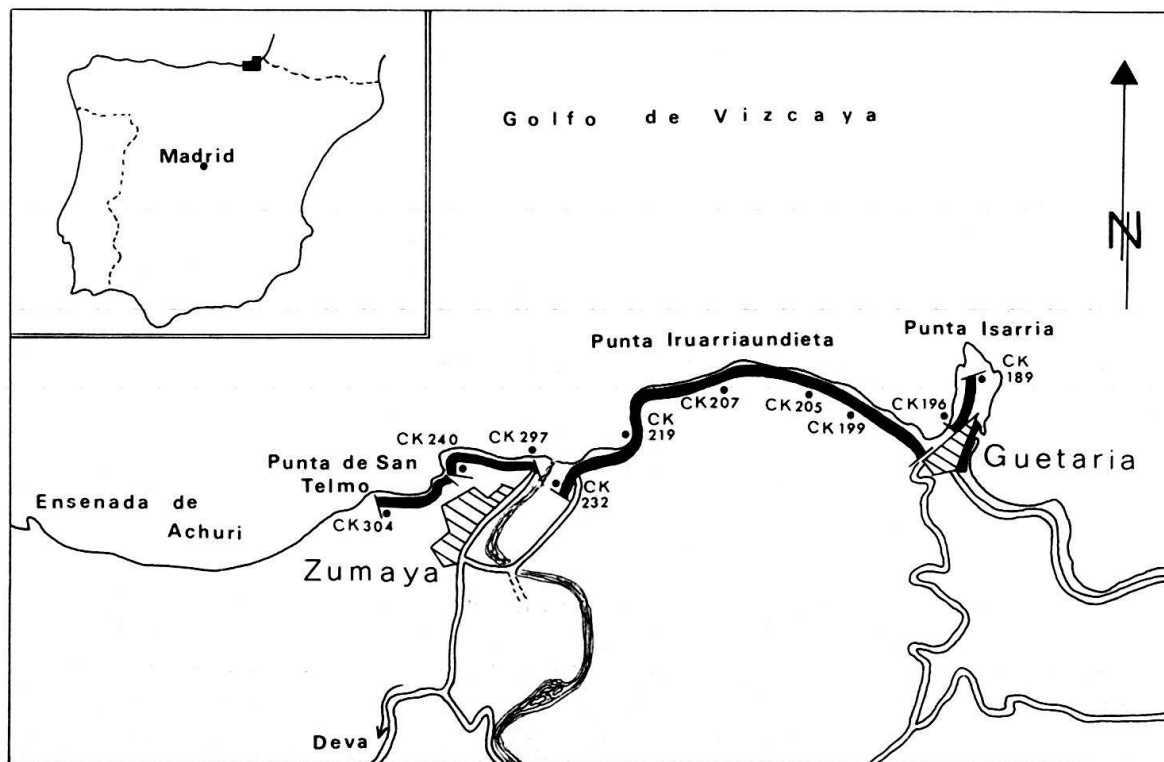 Madrid
Golfo de Vizcaya
N
Punta Iruarriaundieta
Punta Isarria
CK
189
CK207
CK205
CK196
CK199
CK
219
CK240
CK297
Punta de San
Telmo
Guetaria
CK
232
Ensenada de
Achuri
CK304
Zumaya
Deva